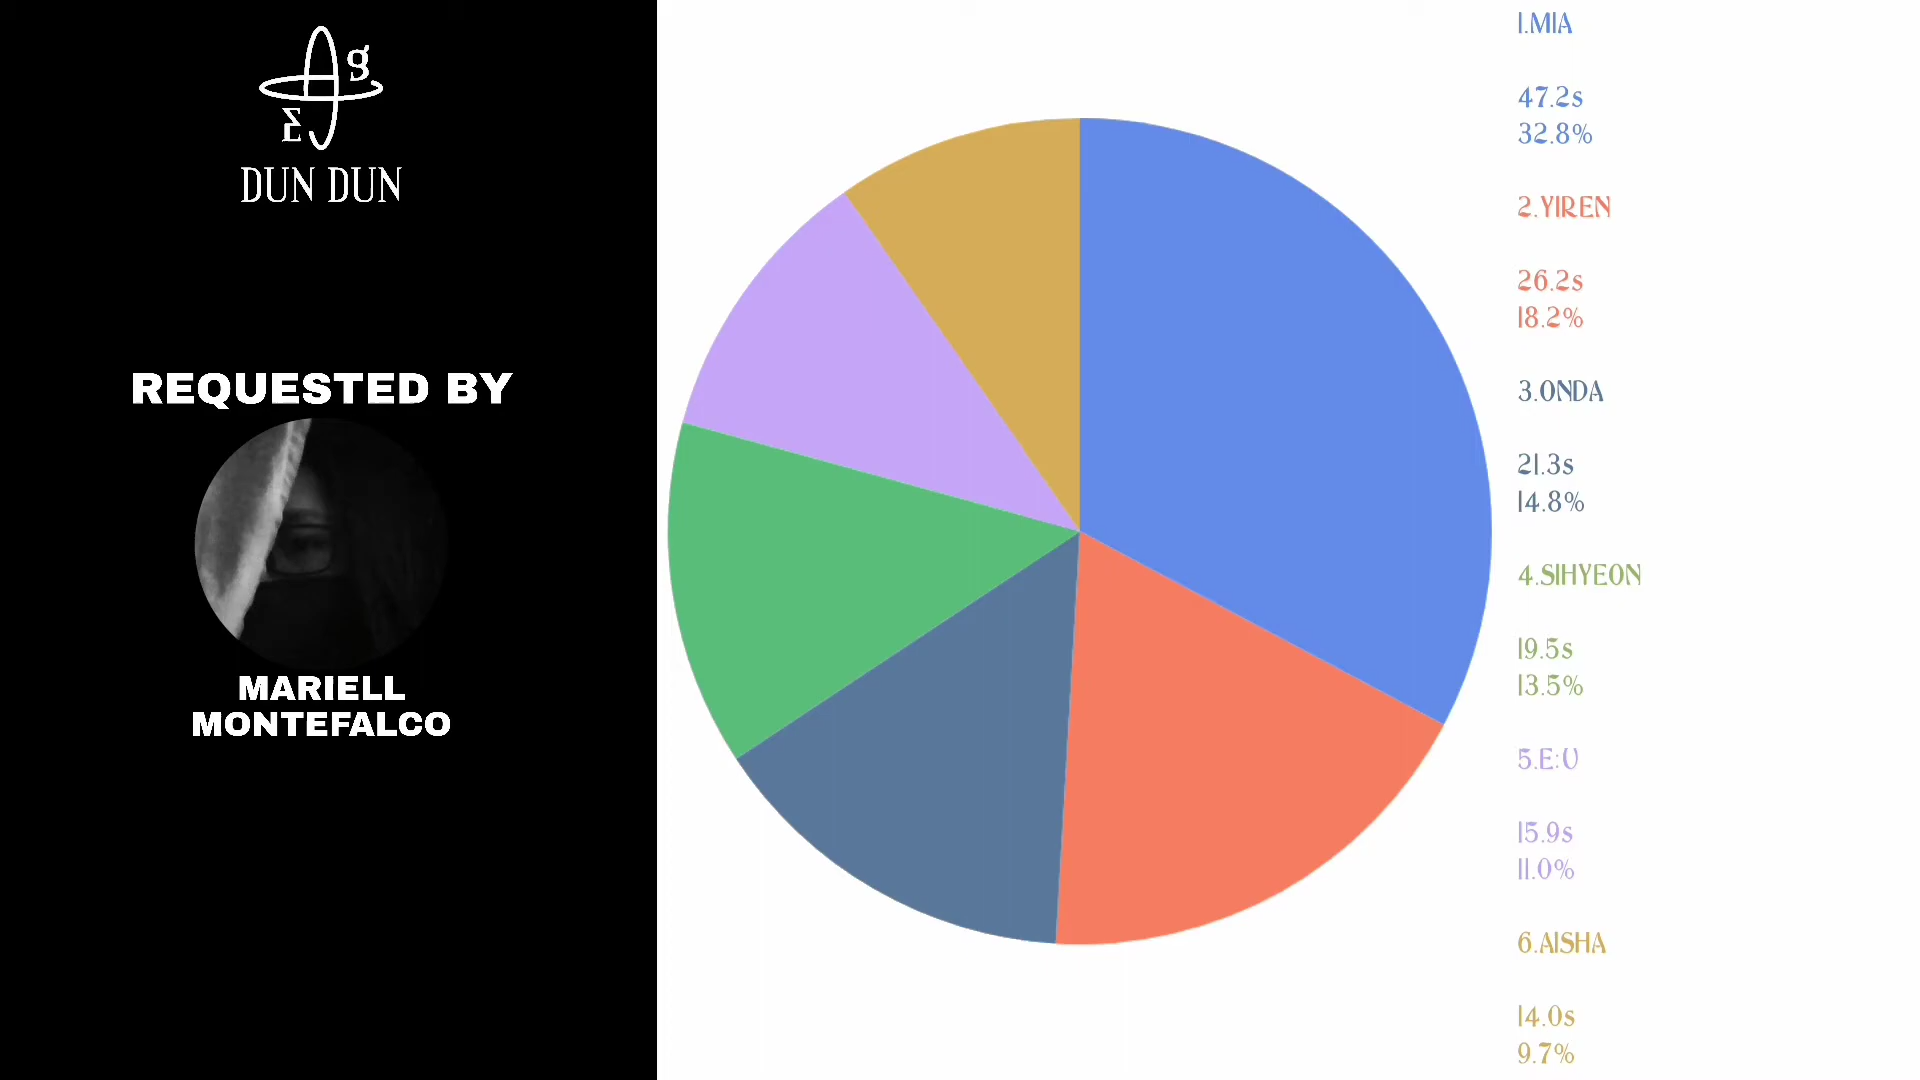 g
E
DUN DUN
REQUESTED BY
MARIELL
MONTEFALCO
1.MIA
47.2s
32.8%
2.YIREN
26.2s
18.2%
3.ONDA
21.3s
14.8%
4.SIHYEON
19.5s
13.5%
5.E:U
15.9s
11.0%
6.AISHA
14.0s
9.7%